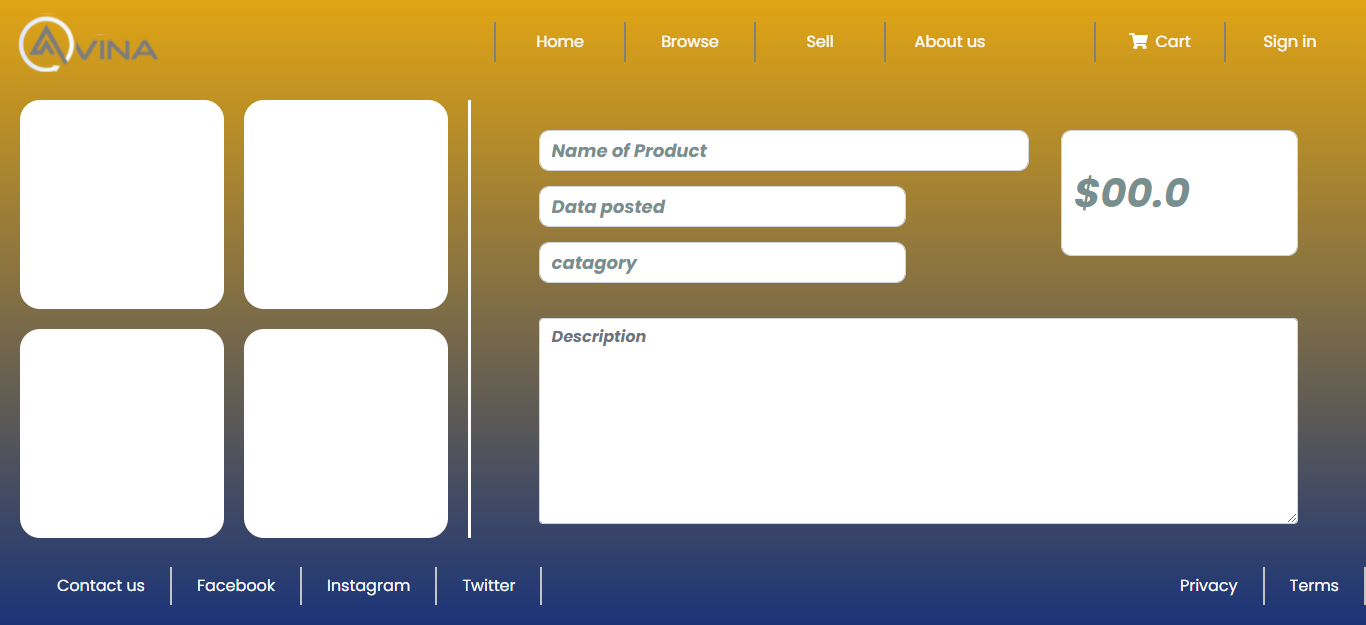 AVINA
Home Browse Sell About us Cart Sign in
Name of Product
$00.0
Data posted
catagory
Description
Contact us Facebook Instagram Twitter Privacy Terms